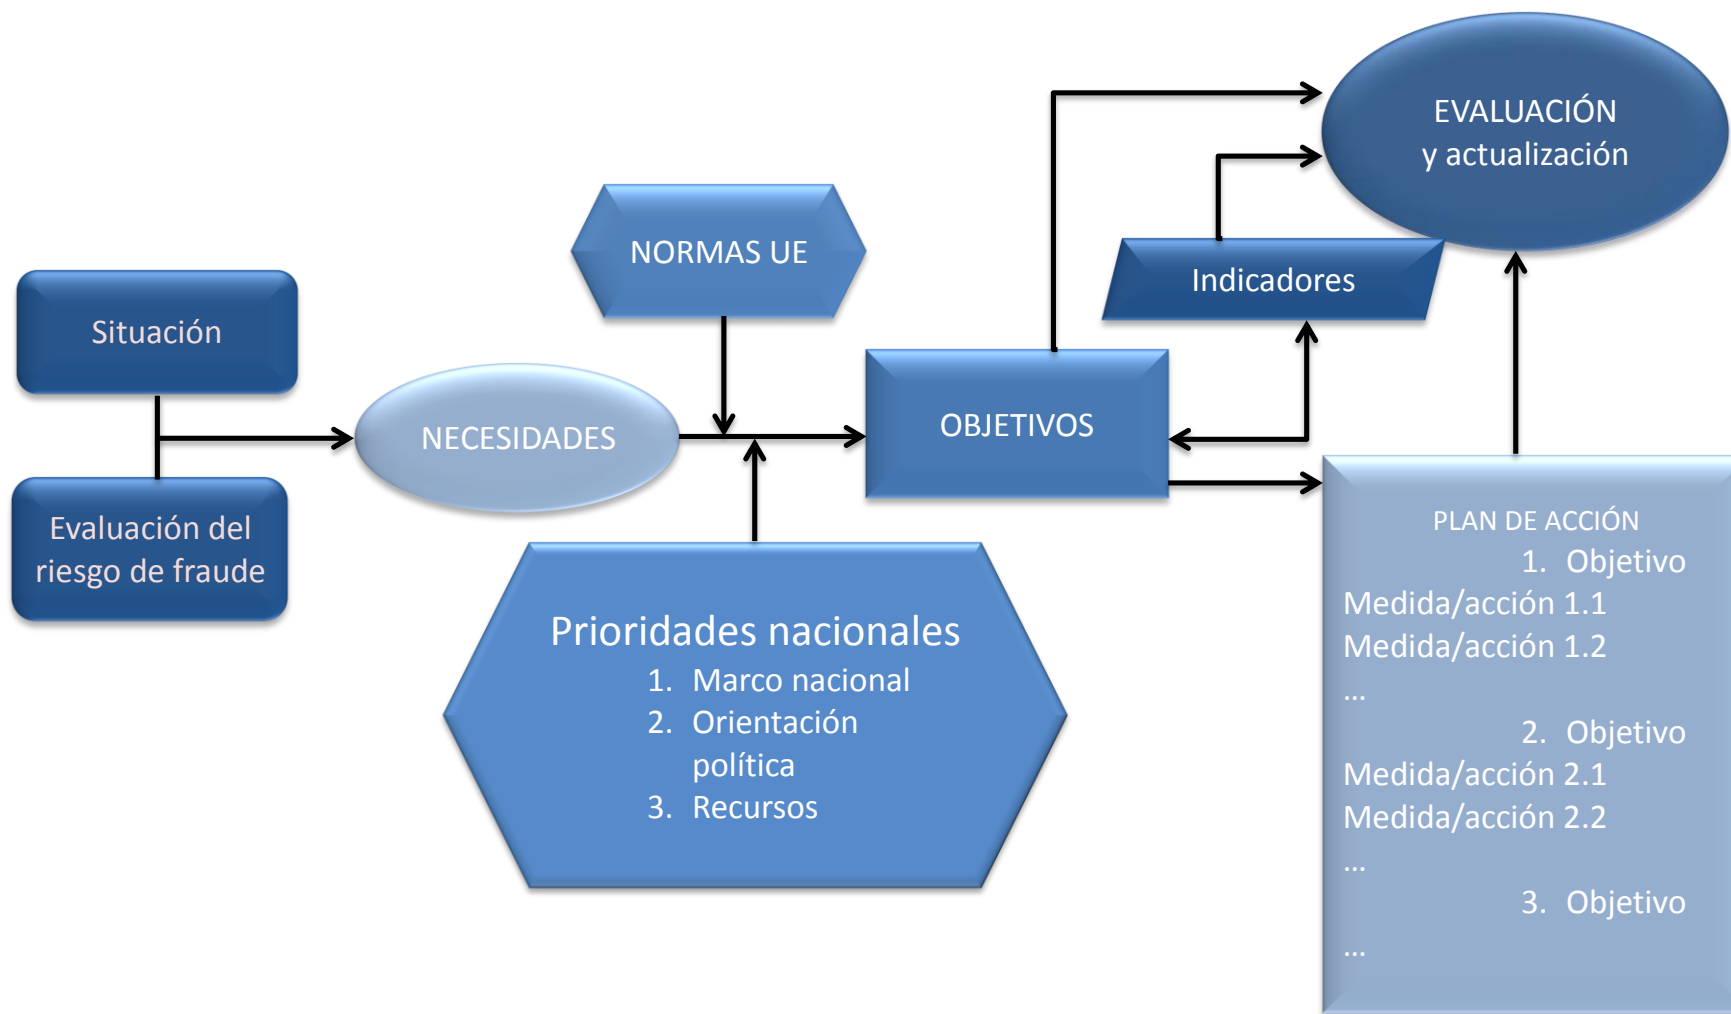 Situación
Evaluación del
riesgo de fraude
NECESIDADES
NORMAS UE
Prioridades nacionales
1. Marco nacional
2. Orientación
política
3. Recursos
OBJETIVOS
Indicadores
EVALUACIÓN
y actualización
PLAN DE ACCIÓN
1. Objetivo
Medida/acción 1.1
Medida/acción 1.2
...
2. Objetivo
Medida/acción 2.1
Medida/acción 2.2
...
3. Objetivo
...